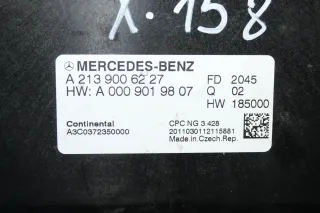 X-158
MERCEDES-BENZ
A 213 900 62 27 FD 2045
HW: A 000 901 98 07 Q 02
HW 185000
Continental CPC NG 3.428
A3C0372350000 2011030112115881
Made in Czech.Rep.